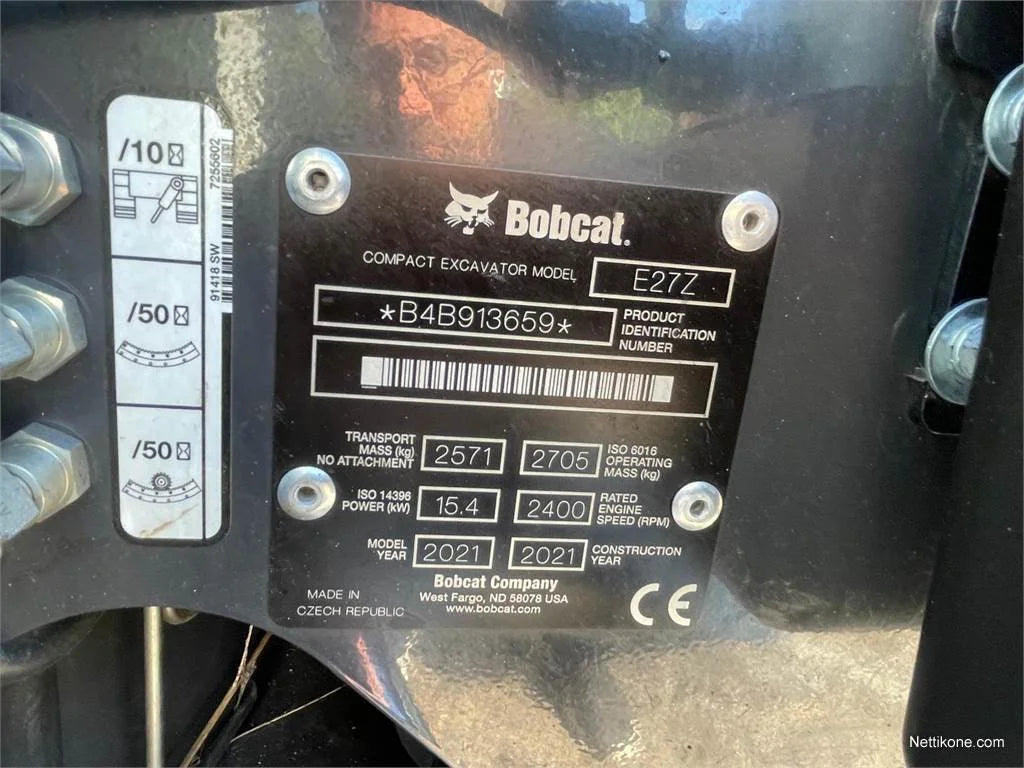 /10
/50
/50
7255602
91418 SW
Bobcat.
COMPACT EXCAVATOR MODEL E27Z
*B4B913659* PRODUCT
IDENTIFICATION
NUMBER
TRANSPORT
MASS (kg)
NO ATTACHMENT 2571
2705 ISO 6016
OPERATING
MASS (kg)
ISO 14396
POWER (kW) 15.4
2400 RATED
ENGINE
SPEED (RPM)
MODEL
YEAR 2021
2021 CONSTRUCTION
YEAR
Bobcat Company
West Fargo, ND 58078 USA
www.bobcat.com
MADE IN
CZECH REPUBLIC
CE
Nettikone.com